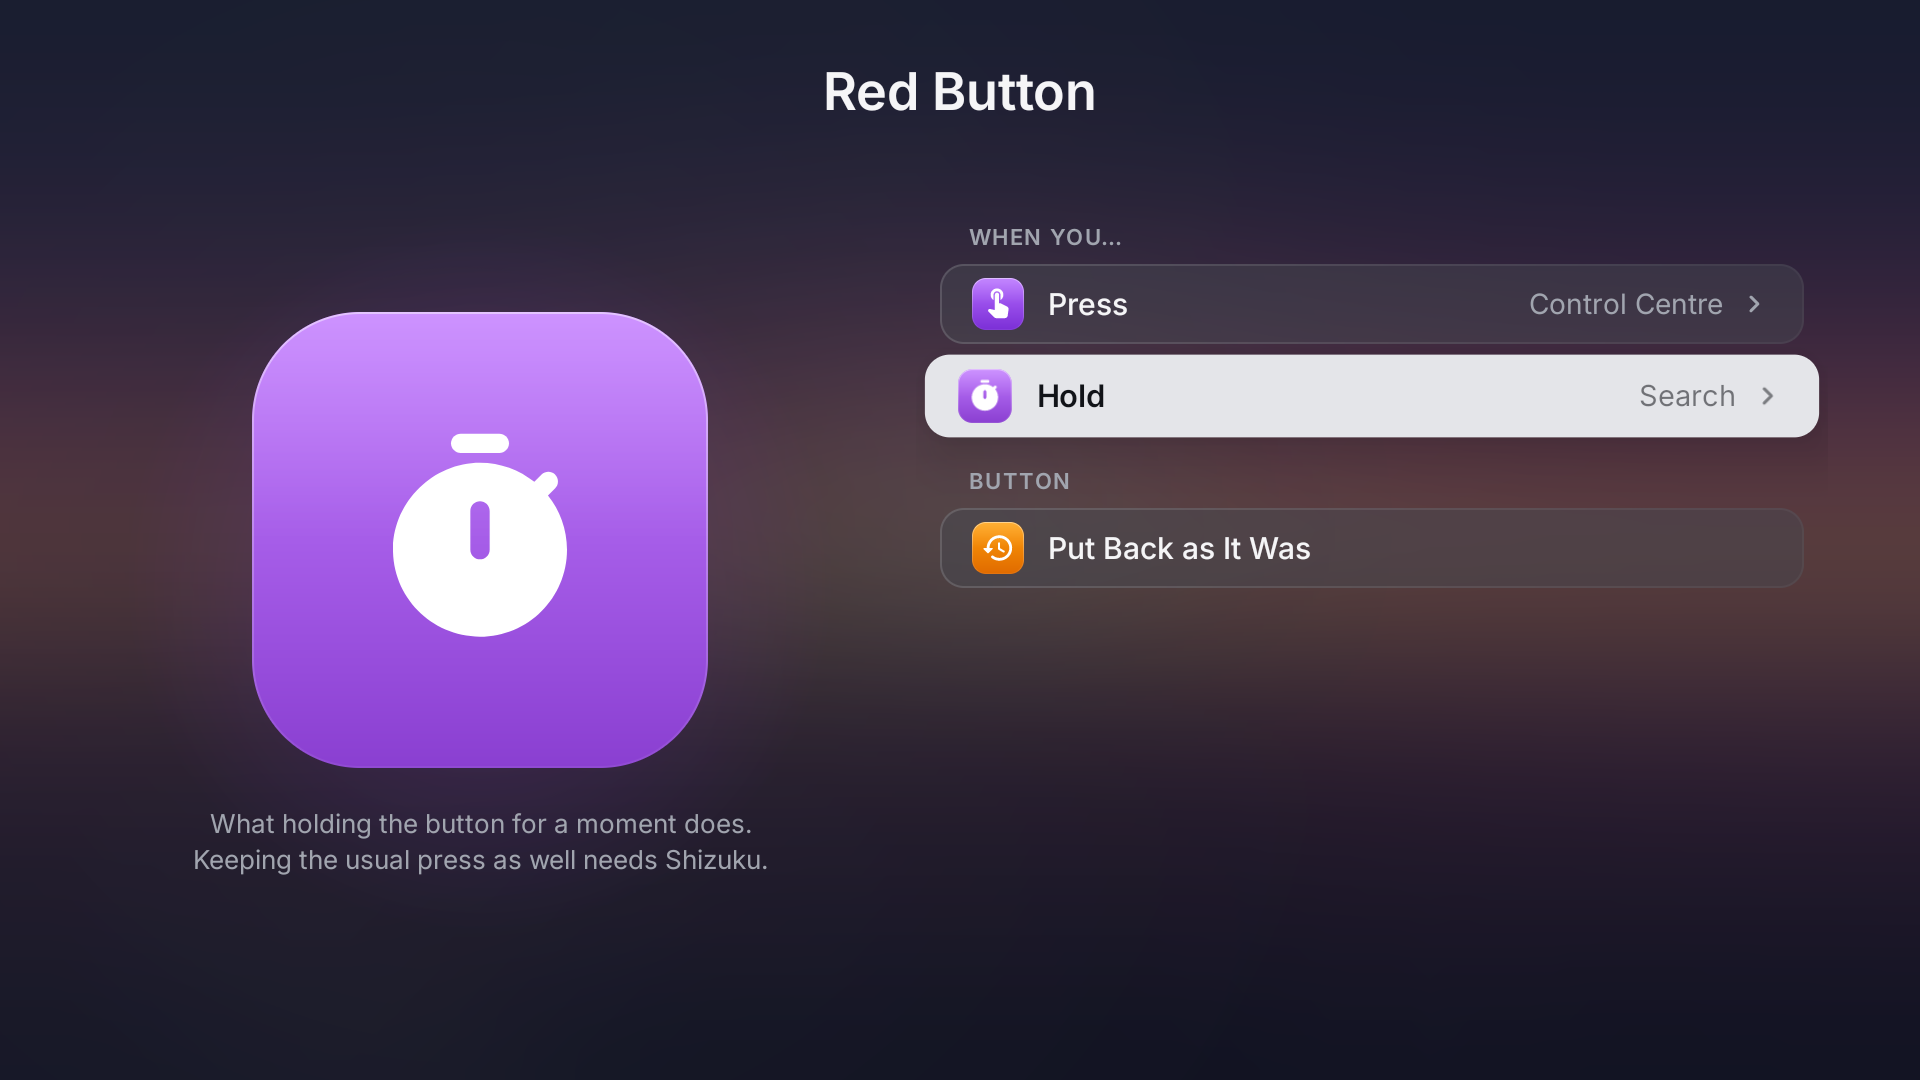 Red Button
WHEN YOU...
Press
Control Centre
Hold
Search
BUTTON
Put Back as It Was
What holding the button for a moment does.
Keeping the usual press as well needs Shizuku.